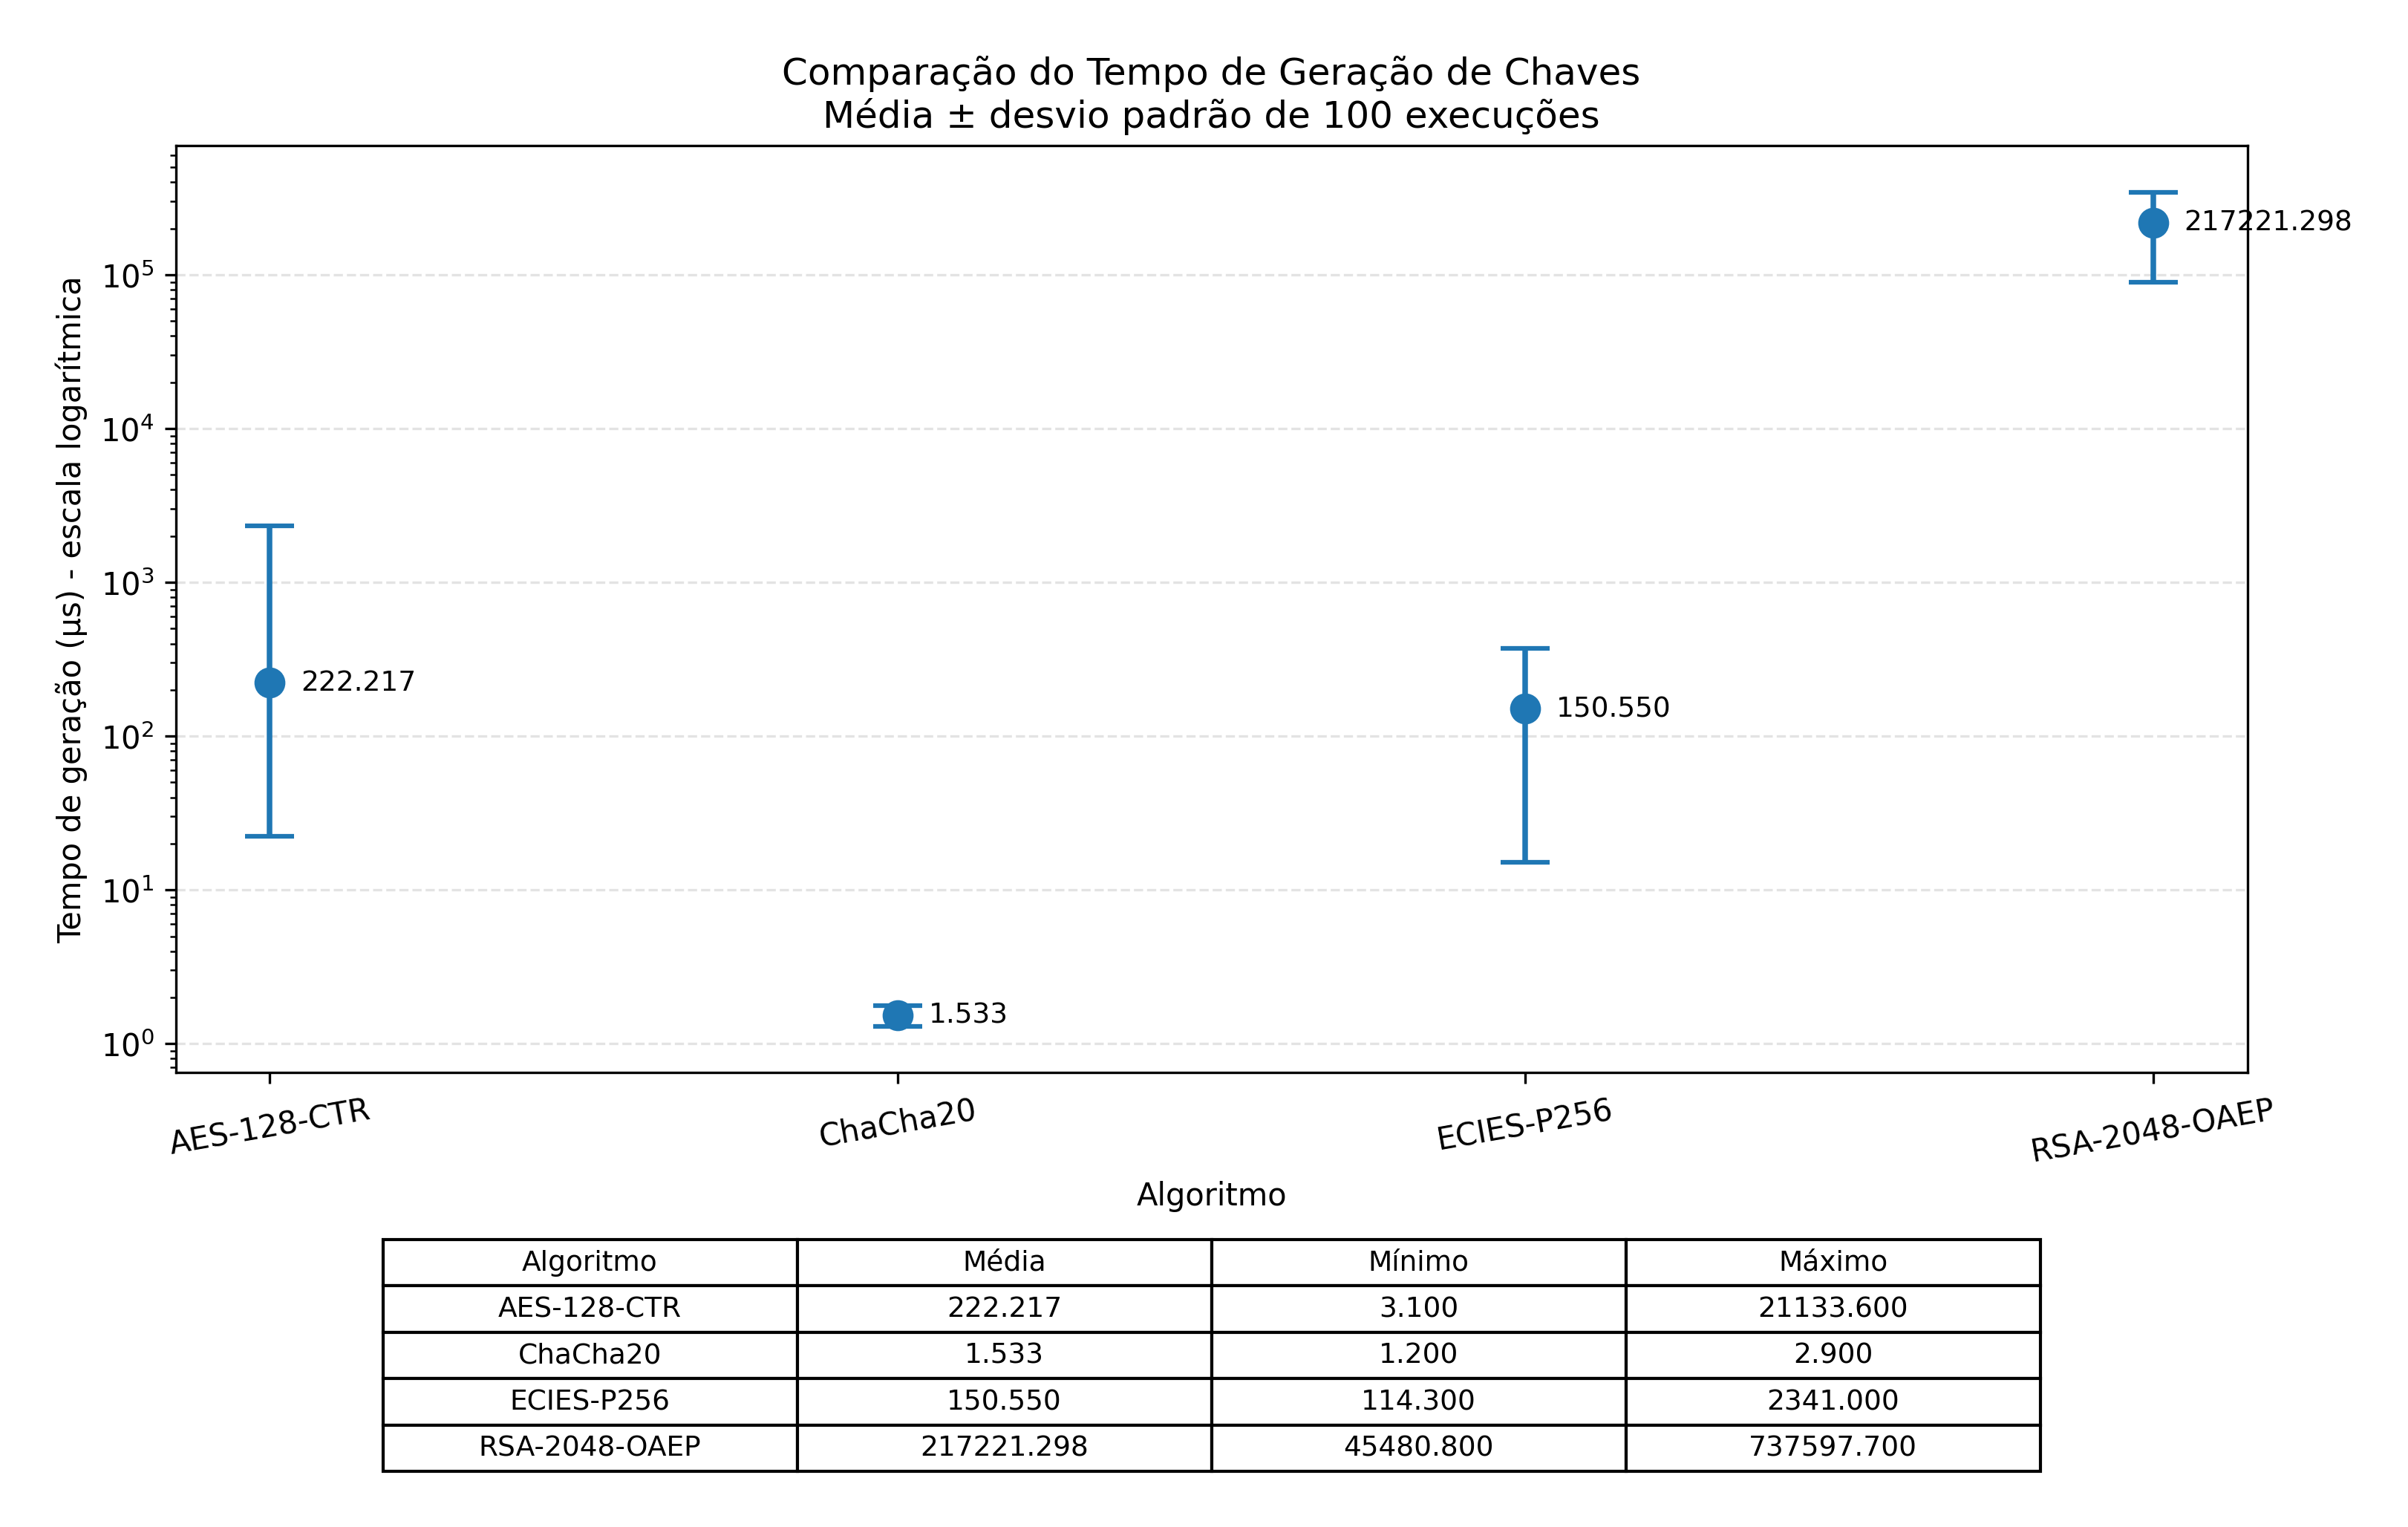 Comparação do Tempo de Geração de Chaves
Média ± desvio padrão de 100 execuções
Tempo de geração (µs) - escala logarítmica
10⁵
10⁴
10³
10²
10¹
10⁰
222.217
1.533
150.550
217221.298
AES-128-CTR
ChaCha20
ECIES-P256
RSA-2048-OAEP
Algoritmo
Algoritmo Média Mínimo Máximo
AES-128-CTR 222.217 3.100 21133.600
ChaCha20 1.533 1.200 2.900
ECIES-P256 150.550 114.300 2341.000
RSA-2048-OAEP 217221.298 45480.800 737597.700